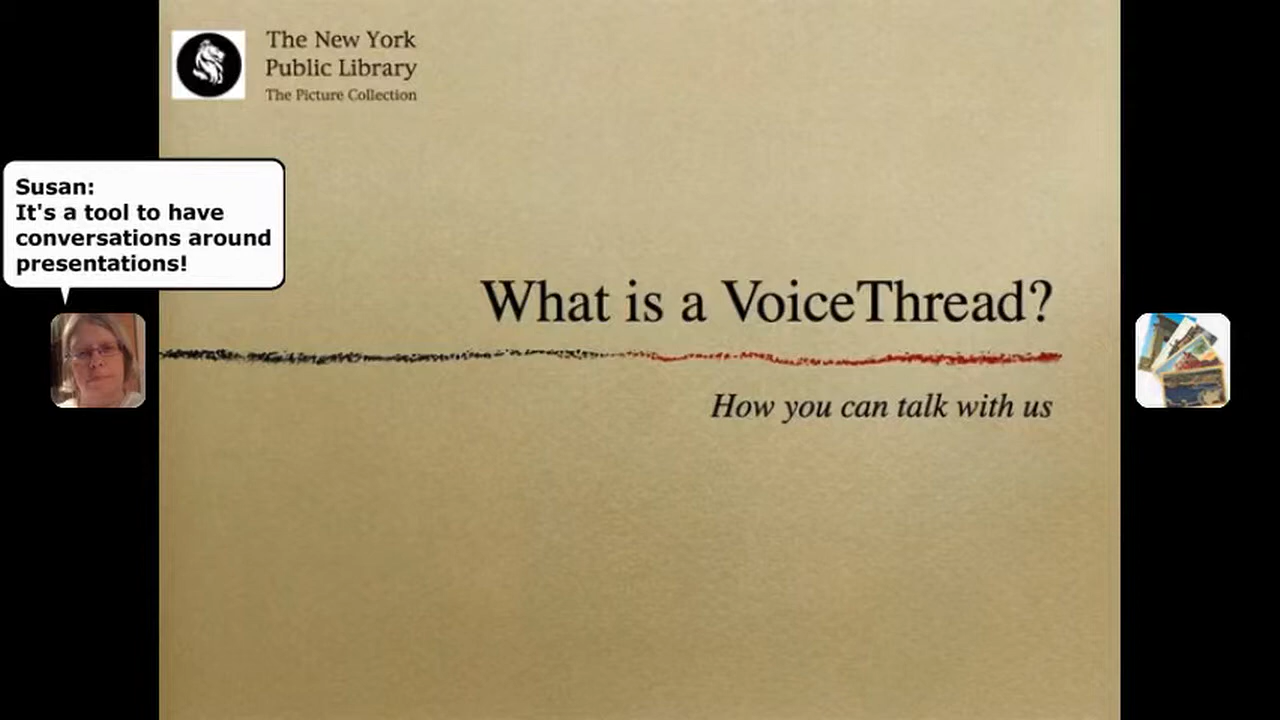 The New York
Public Library
The Picture Collection
Susan:
It's a tool to have
conversations around
presentations!
What is a VoiceThread?
How you can talk with us